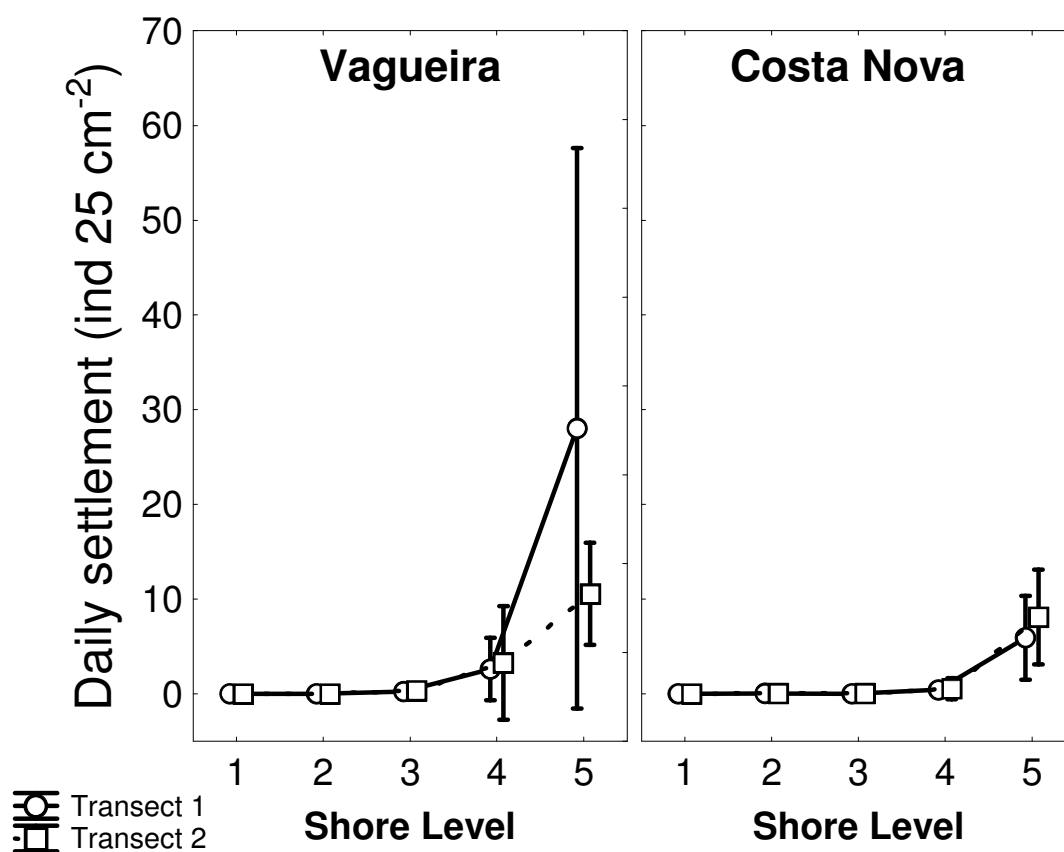 Vagueira
Costa Nova
Daily settlement (ind 25 cm-2)
70
60
50
40
30
20
10
0
1 2 3 4 5
1 2 3 4 5
Shore Level
Shore Level
Transect 1
Transect 2